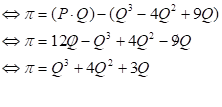 ⇔ π = (P·Q) – (Q³ – 4Q² + 9Q)
⇔ π = 12Q – Q³ + 4Q² – 9Q
⇔ π = Q³ + 4Q² + 3Q